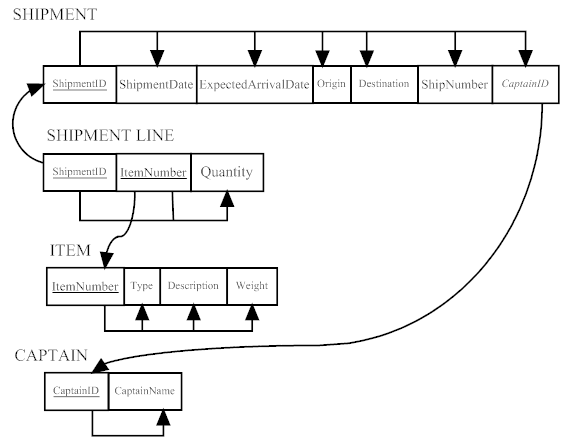 SHIPMENT
ShipmentID ShipmentDate ExpectedArrivalDate Origin Destination ShipNumber CaptainID
SHIPMENT LINE
ShipmentID ItemNumber Quantity
ITEM
ItemNumber Type Description Weight
CAPTAIN
CaptainID CaptainName